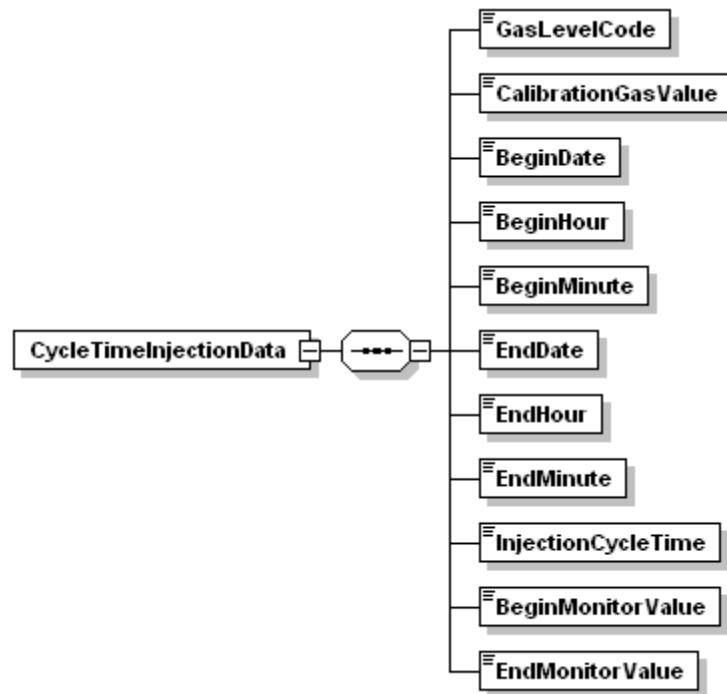 GasLevelCode
CalibrationGasValue
BeginDate
BeginHour
BeginMinute
CycleTimeInjectionData
EndDate
EndHour
EndMinute
InjectionCycleTime
BeginMonitorValue
EndMonitorValue